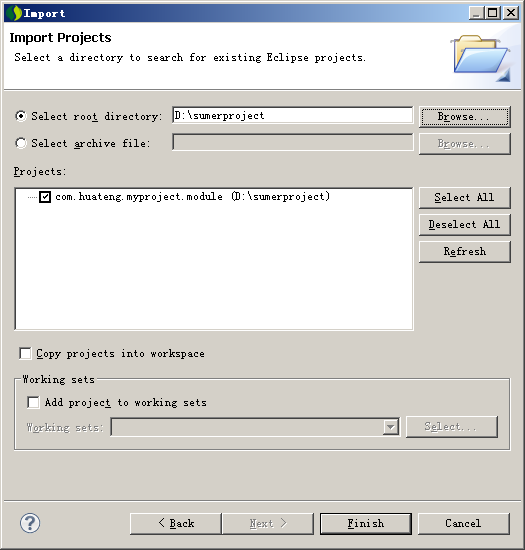 Import
Import Projects
Select a directory to search for existing Eclipse projects.
Select root directory: D:\sumerproject Browse...
Select archive file: Browse...
Projects:
com.huateng.myproject.module (D:\sumerproject)
Select All
Deselect All
Refresh
Copy projects into workspace
Working sets
Add project to working sets
Working sets: Select...
? < Back Next > Finish Cancel